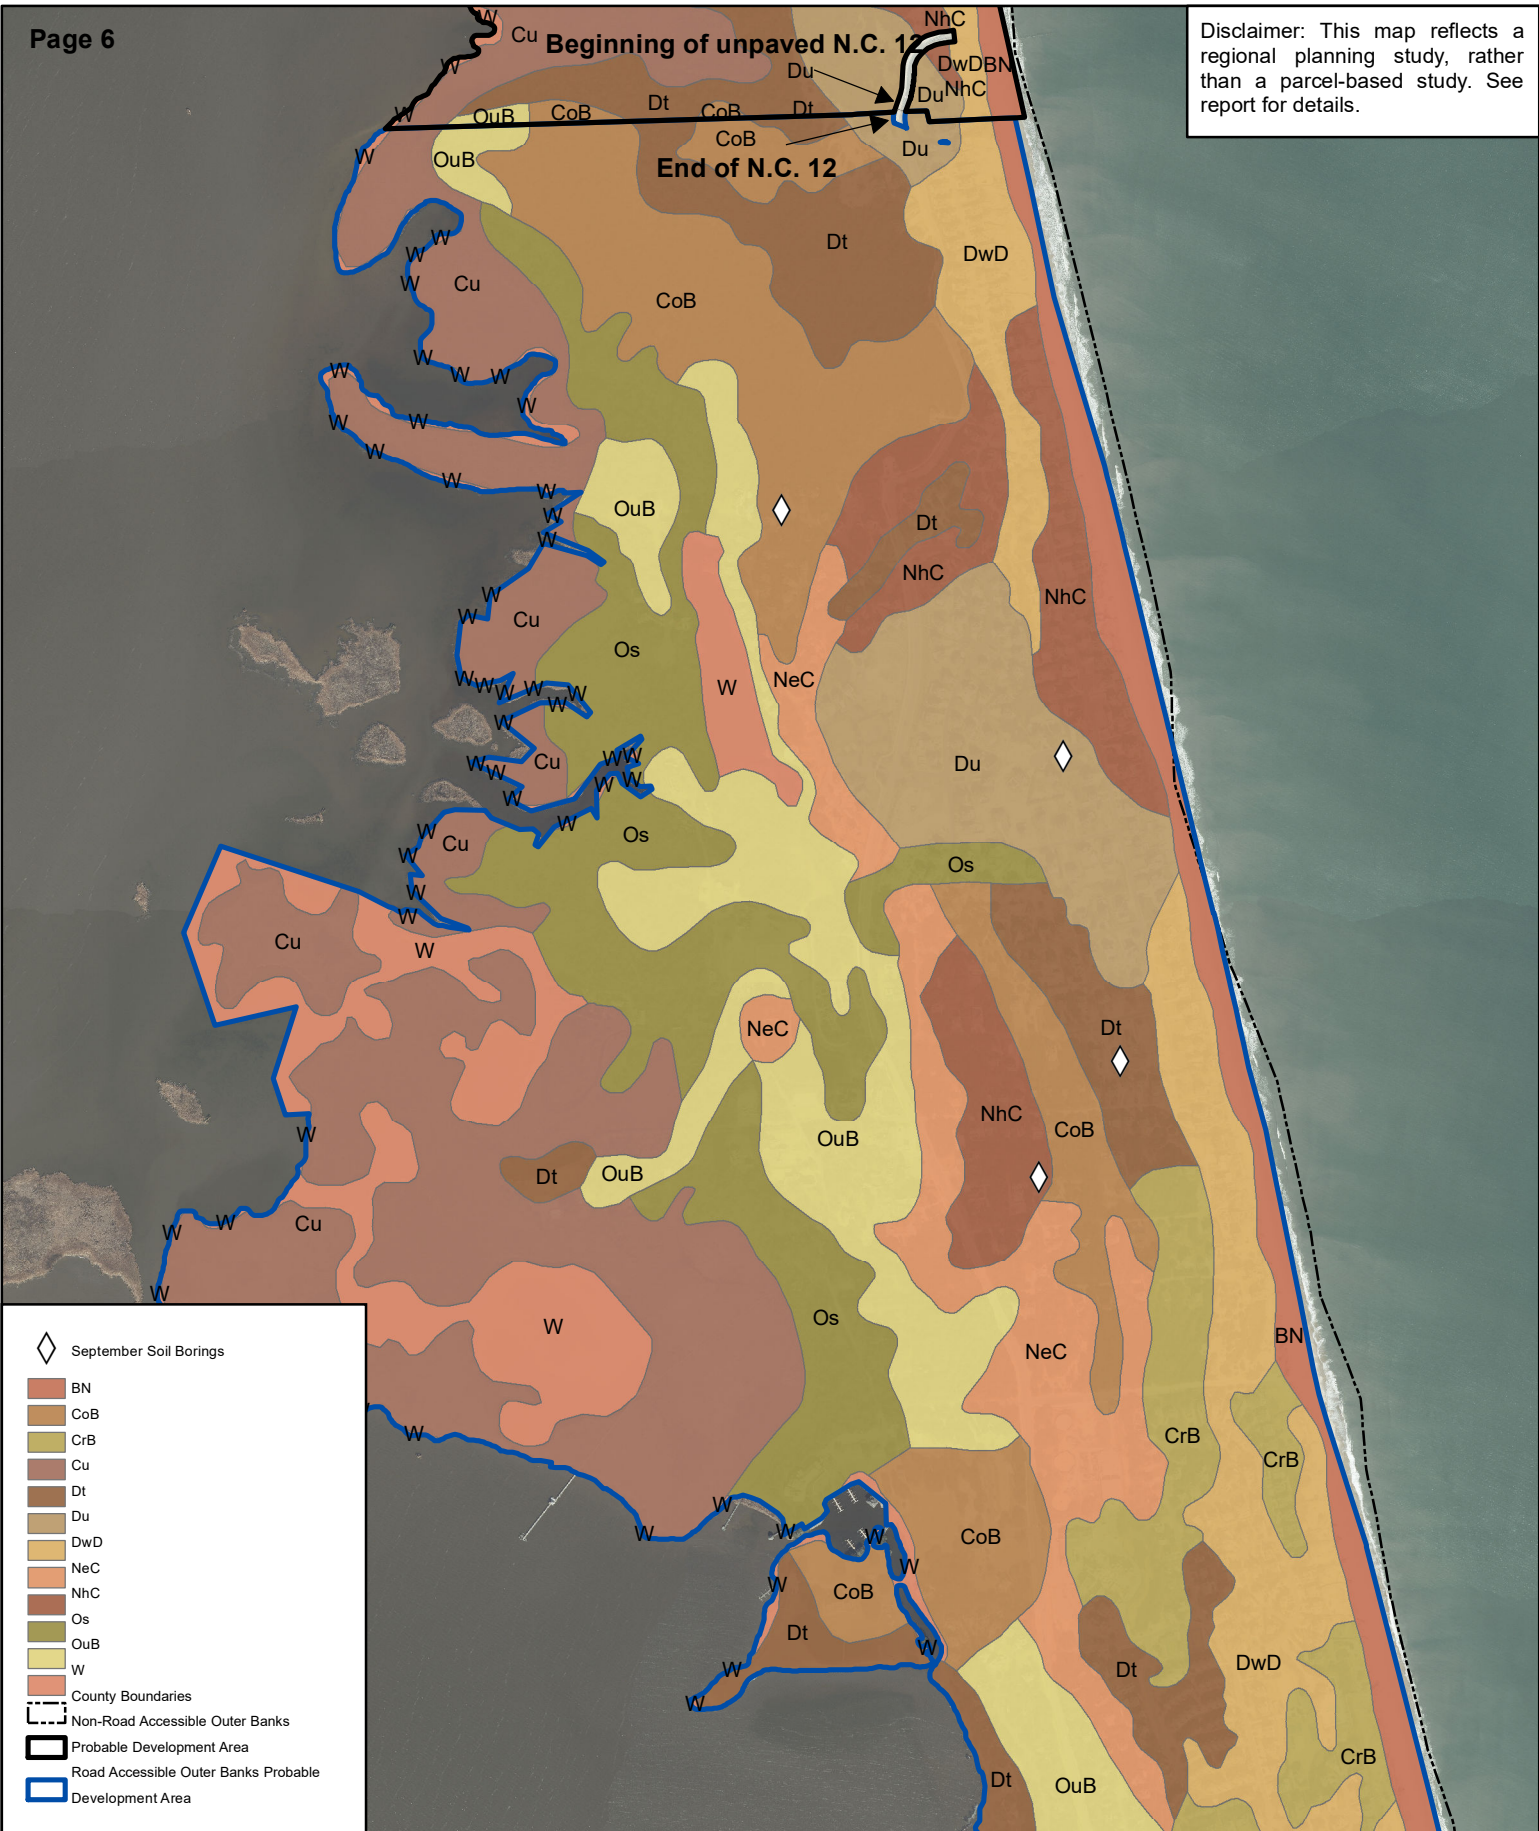 Page 6
Disclaimer: This map reflects a
regional planning study, rather
than a parcel-based study. See
report for details.
W
Cu
NhC
Beginning of unpaved N.C. 12
W
Du
DwD
BN
Du
NhC
W
OuB
CoB
Dt
CoB
Dt
CoB
End of N.C. 12
Du
W
OuB
W
W
Dt
DwD
W
Cu
CoB
W
W
W
W
W
W
W
W
W
W
OuB
W
W
Dt
NhC
W
W
Cu
NhC
Os
W
NeC
W
W
W
W
W
W
W
W
W
Cu
W
W
W
W
W
W
Du
W
Cu
Os
W
Os
W
W
Cu
W
NeC
Dt
NhC
CoB
W
OuB
Dt
OuB
W
W
Cu
W
Os
W
BN
NeC
W
CrB
CrB
W
W
W
W
CoB
W
W
CoB
Dt
W
W
W
Dt
DwD
CrB
Dt
OuB
September Soil Borings
BN
CoB
CrB
Cu
Dt
Du
DwD
NeC
NhC
Os
OuB
W
County Boundaries
Non-Road Accessible Outer Banks
Probable Development Area
Road Accessible Outer Banks Probable
Development Area